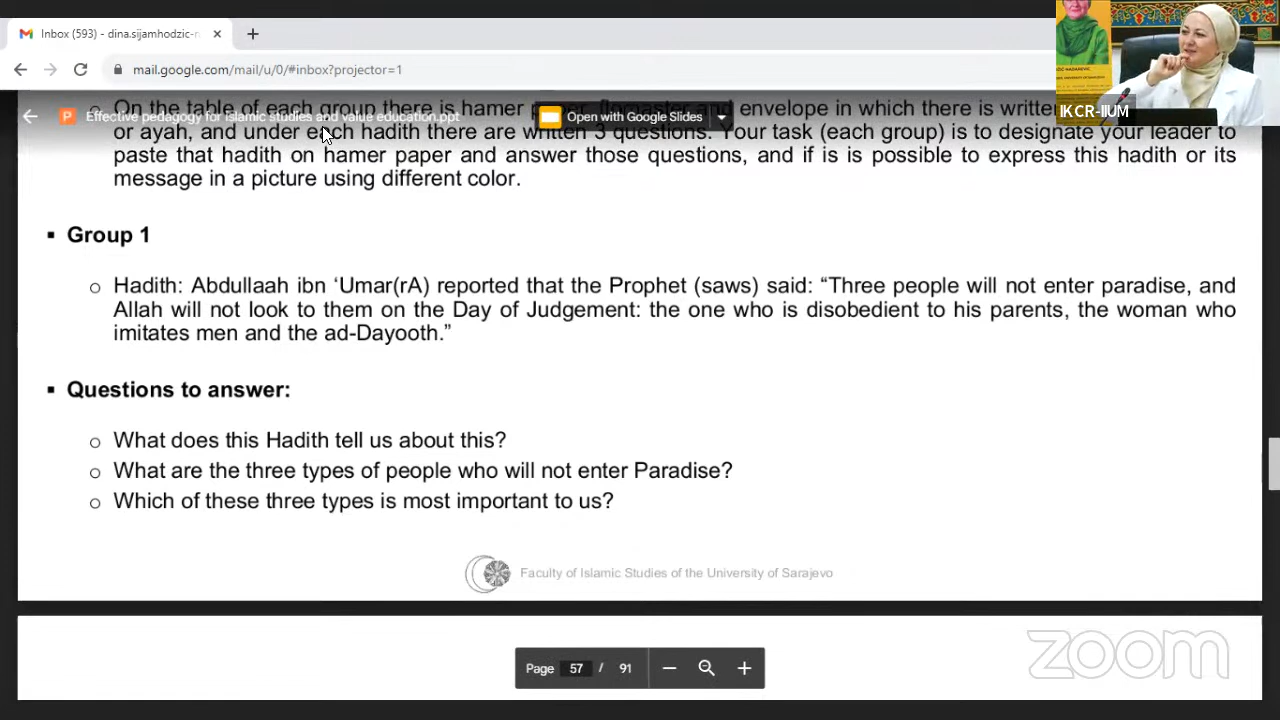 Inbox (593) - dina.sijamhodzic-n
mail.google.com/mail/u/0/#inbox?projector=1
IKCR-IIUM
Effective pedagogy for islamic studies and value education.ppt
Open with Google Slides
On the table of each group there is hamer envelope in which there is
or ayah, and under each hadith there are written 3 questions. Your task (each group) is to designate your leader to
paste that hadith on hamer paper and answer those questions, and if is is possible to express this hadith or its
message in a picture using different color.
Group 1
Hadith: Abdullaah ibn ‘Umar(rA) reported that the Prophet (saws) said: “Three people will not enter paradise, and
Allah will not look to them on the Day of Judgement: the one who is disobedient to his parents, the woman who
imitates men and the ad-Dayooth.”
Questions to answer:
What does this Hadith tell us about this?
What are the three types of people who will not enter Paradise?
Which of these three types is most important to us?
Faculty of Islamic Studies of the University of Sarajevo
Page 57 / 91
zoom